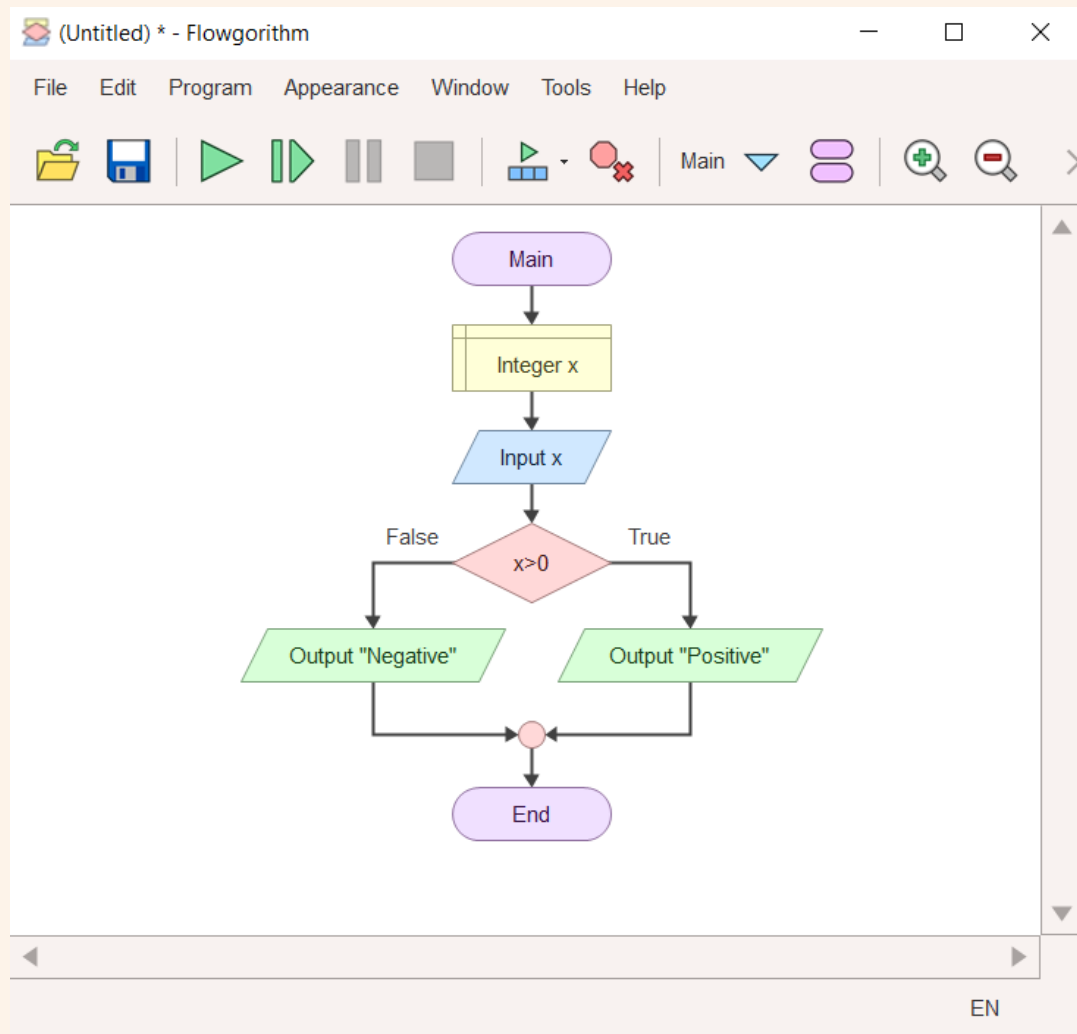 (Untitled) * - Flowgorithm
File Edit Program Appearance Window Tools Help
Main
Main
Integer x
Input x
False True
x>0
Output "Negative" Output "Positive"
End
EN